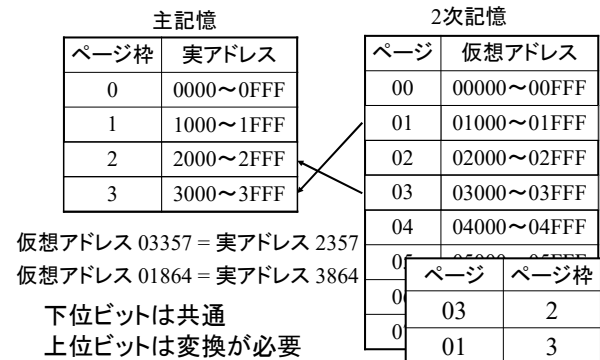 主記憶
ページ枠 実アドレス
0 0000～0FFF
1 1000～1FFF
2 2000～2FFF
3 3000～3FFF
仮想アドレス 03357 = 実アドレス 2357
仮想アドレス 01864 = 実アドレス 3864
下位ビットは共通
上位ビットは変換が必要
2次記憶
ページ 仮想アドレス
00 00000～00FFF
01 01000～01FFF
02 02000～02FFF
03 03000～03FFF
04 04000～04FFF
ページ ページ枠
03 2
01 3